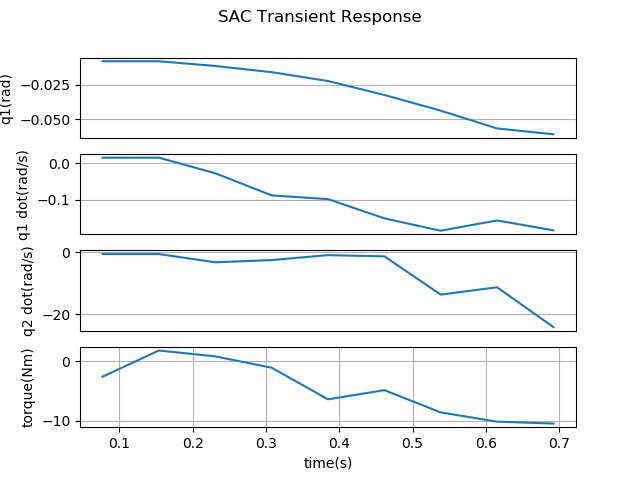 SAC Transient Response
q1(rad)
−0.025
−0.050
q1 dot(rad/s)
0.0
−0.1
q2 dot(rad/s)
0
−20
torque(Nm)
0
−10
0.1 0.2 0.3 0.4 0.5 0.6 0.7
time(s)